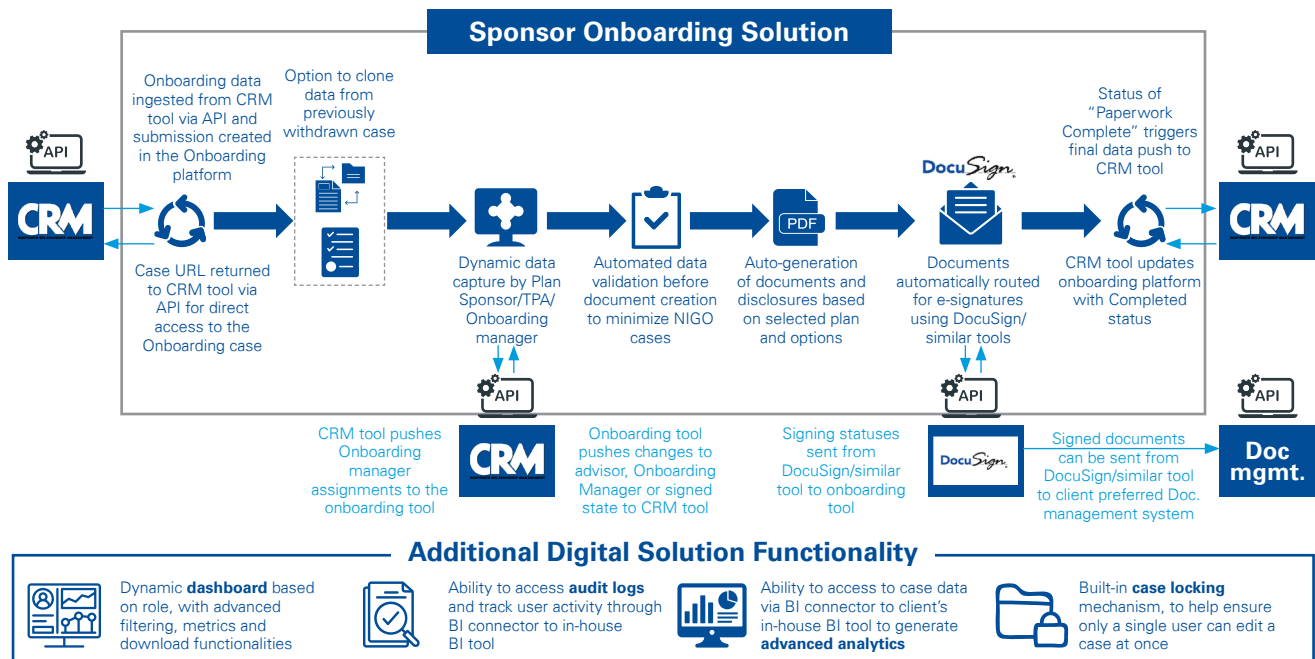 Sponsor Onboarding Solution
Onboarding data
ingested from CRM
tool via API and
submission created
in the Onboarding
platform
Option to clone
data from
previously
withdrawn case
Status of
“Paperwork
Complete” triggers
final data push to
CRM tool
API
CRM
DocuSign
PDF
API
CRM
Case URL returned
to CRM tool via
API for direct
access to the
Onboarding case
Dynamic data
capture by Plan
Sponsor/TPA/
Onboarding
manager
Automated data
validation before
document creation
to minimize NIGO
cases
Auto-generation
of documents and
disclosures based
on selected plan
and options
Documents
automatically routed
for e-signatures
using DocuSign/
similar tools
CRM tool updates
onboarding platform
with Completed
status
CRM tool pushes
Onboarding
manager
assignments to the
onboarding tool
API
CRM
Onboarding tool
pushes changes to
advisor, Onboarding
Manager or signed
state to CRM tool
Signing statuses
sent from
DocuSign/similar
tool to onboarding
tool
API
DocuSign
Signed documents
can be sent from
DocuSign/similar tool
to client preferred Doc.
management system
API
Doc
mgmt.
Additional Digital Solution Functionality
Dynamic dashboard based
on role, with advanced
filtering, metrics and
download functionalities
Ability to access audit logs
and track user activity through
BI connector to in-house
BI tool
Ability to access to case data
via BI connector to client’s
in-house BI tool to generate
advanced analytics
Built-in case locking
mechanism, to help ensure
only a single user can edit a
case at once